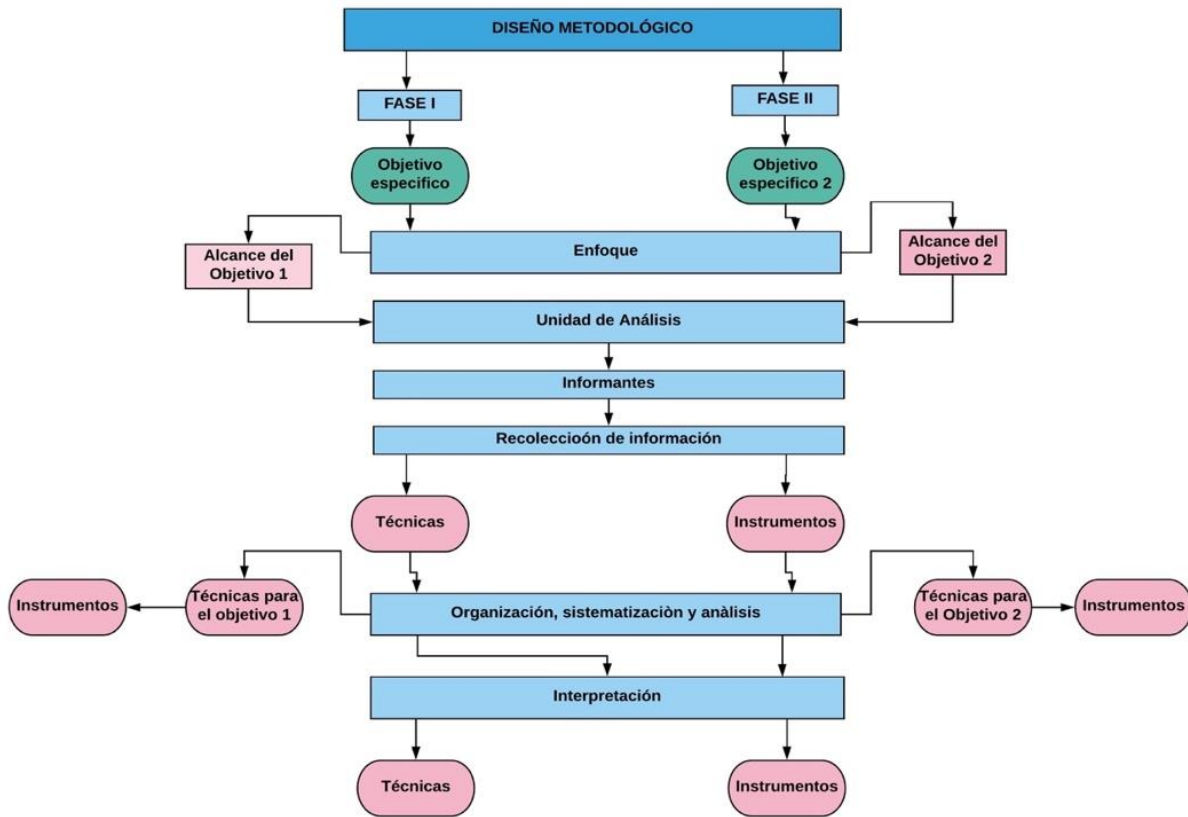 DISEÑO METODOLÓGICO
FASE I
FASE II
Objetivo
especifico
Objetivo
especifico 2
Enfoque
Alcance del
Objetivo 1
Alcance del
Objetivo 2
Unidad de Análisis
Informantes
Recoleccioón de información
Técnicas
Instrumentos
Instrumentos
Técnicas para
el objetivo 1
Organización, sistematizaciòn y anàlisis
Técnicas para
el Objetivo 2
Instrumentos
Interpretación
Técnicas
Instrumentos